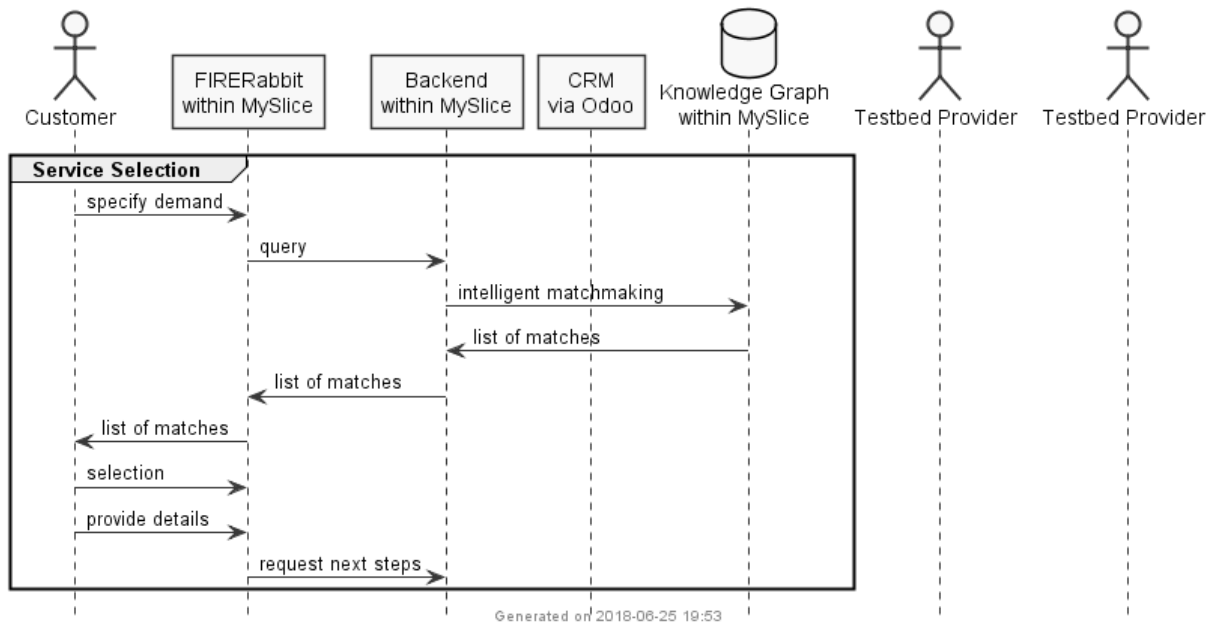 Customer
FIRERabbit
within MySlice
Backend
within MySlice
CRM
via Odoo
Knowledge Graph
within MySlice
Testbed Provider
Testbed Provider
Service Selection
specify demand
query
intelligent matchmaking
list of matches
list of matches
list of matches
selection
provide details
request next steps
Generated on 2018-06-25 19:53